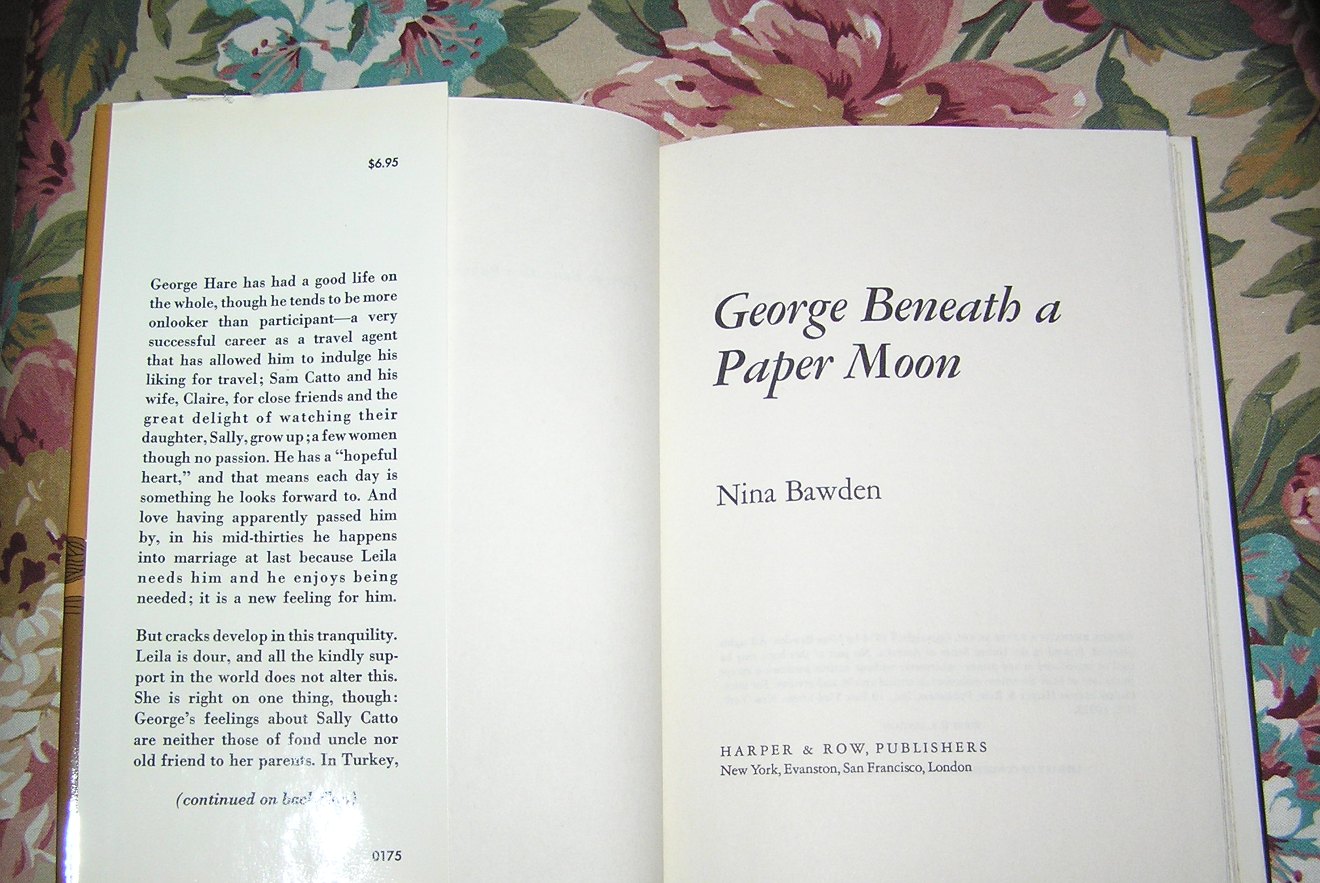 $6.95
George Hare has had a good life on
the whole, though he tends to be more
onlooker than participant—a very
successful career as a travel agent
that has allowed him to indulge his
liking for travel; Sam Catto and his
wife, Claire, for close friends and the
great delight of watching their
daughter, Sally, grow up; a few women
though no passion. He has a “hopeful
heart,” and that means each day is
something he looks forward to. And
love having apparently passed him
by, in his mid-thirties he happens
into marriage at last because Leila
needs him and he enjoys being
needed; it is a new feeling for him.
But cracks develop in this tranquility.
Leila is dour, and all the kindly sup-
port in the world does not alter this.
She is right on one thing, though:
George’s feelings about Sally Catto
are neither those of fond uncle nor
old friend to her parents. In Turkey,
(continued on back
0175
George Beneath a
Paper Moon
Nina Bawden
HARPER & ROW, PUBLISHERS
New York, Evanston, San Francisco, London